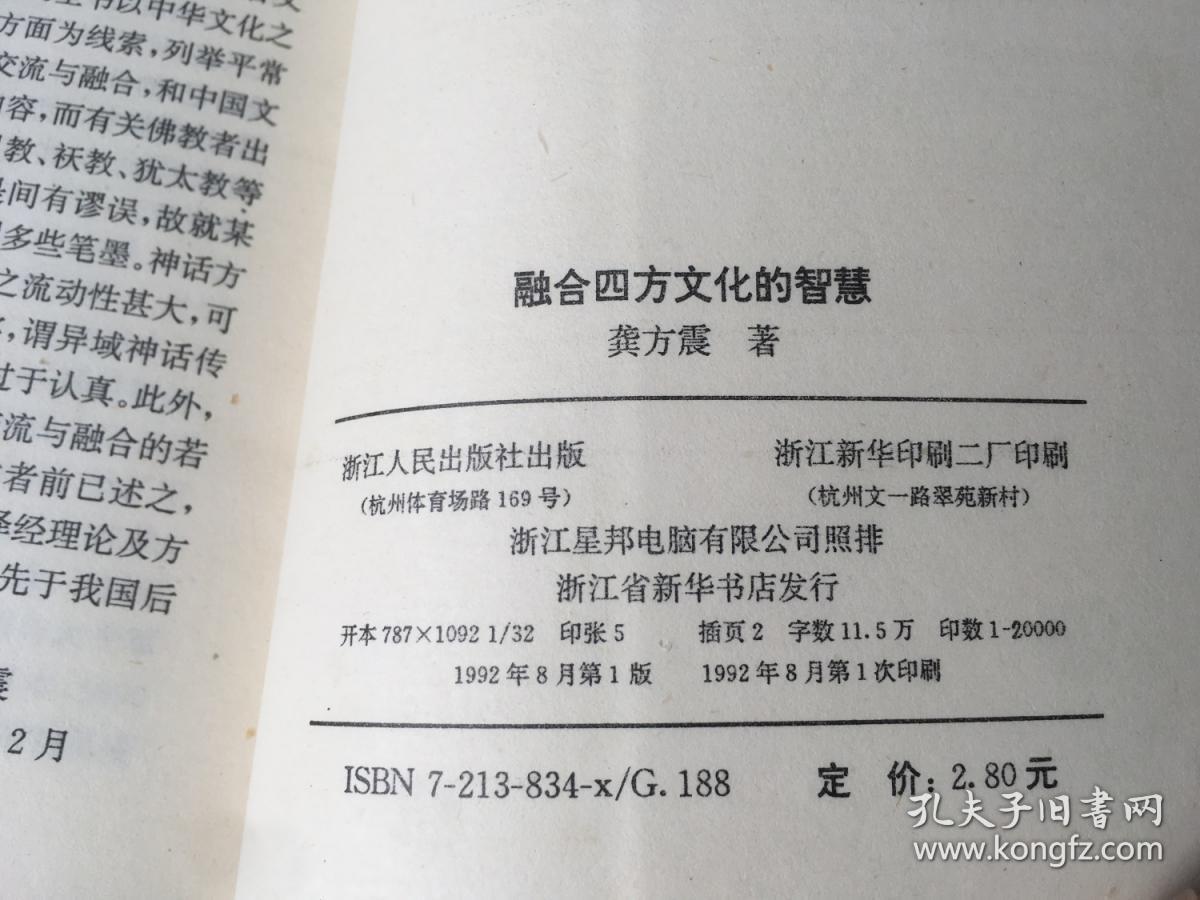 以中华文化之
方面为线索，列举平常
交流与融合，和中国文
容，而有关佛教者出
教、祆教、犹太教等
间有谬误，故就某
多些笔墨。神话方
之流动性甚大，可
，谓异域神话传
过于认真。此外，
流与融合的若
者前已述之，
经理论及方
先于我国后
震
2月
融合四方文化的智慧
龚方震 著
浙江人民出版社出版 浙江新华印刷二厂印刷
（杭州体育场路169号） （杭州文一路翠苑新村）
浙江星邦电脑有限公司照排
浙江省新华书店发行
开本787×1092 1/32 印张5 插页2 字数11.5万 印数1-20000
1992年8月第1版 1992年8月第1次印刷
ISBN 7-213-834-x/G.188 定 价：2.80元
孔夫子旧书网
www.kongfz.com